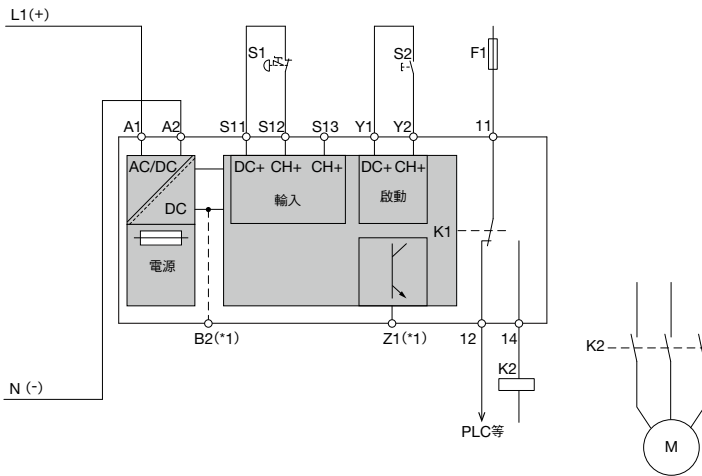 L1(+)
S1
S2
F1
A1 A2 S11 S12 S13 Y1 Y2 11
AC/DC DC+ CH+ CH+ DC+ CH+
DC 輸入 啟動
K1
電源
B2(*1) Z1(*1) 12 14
K2
K2
N (-)
PLC等
M